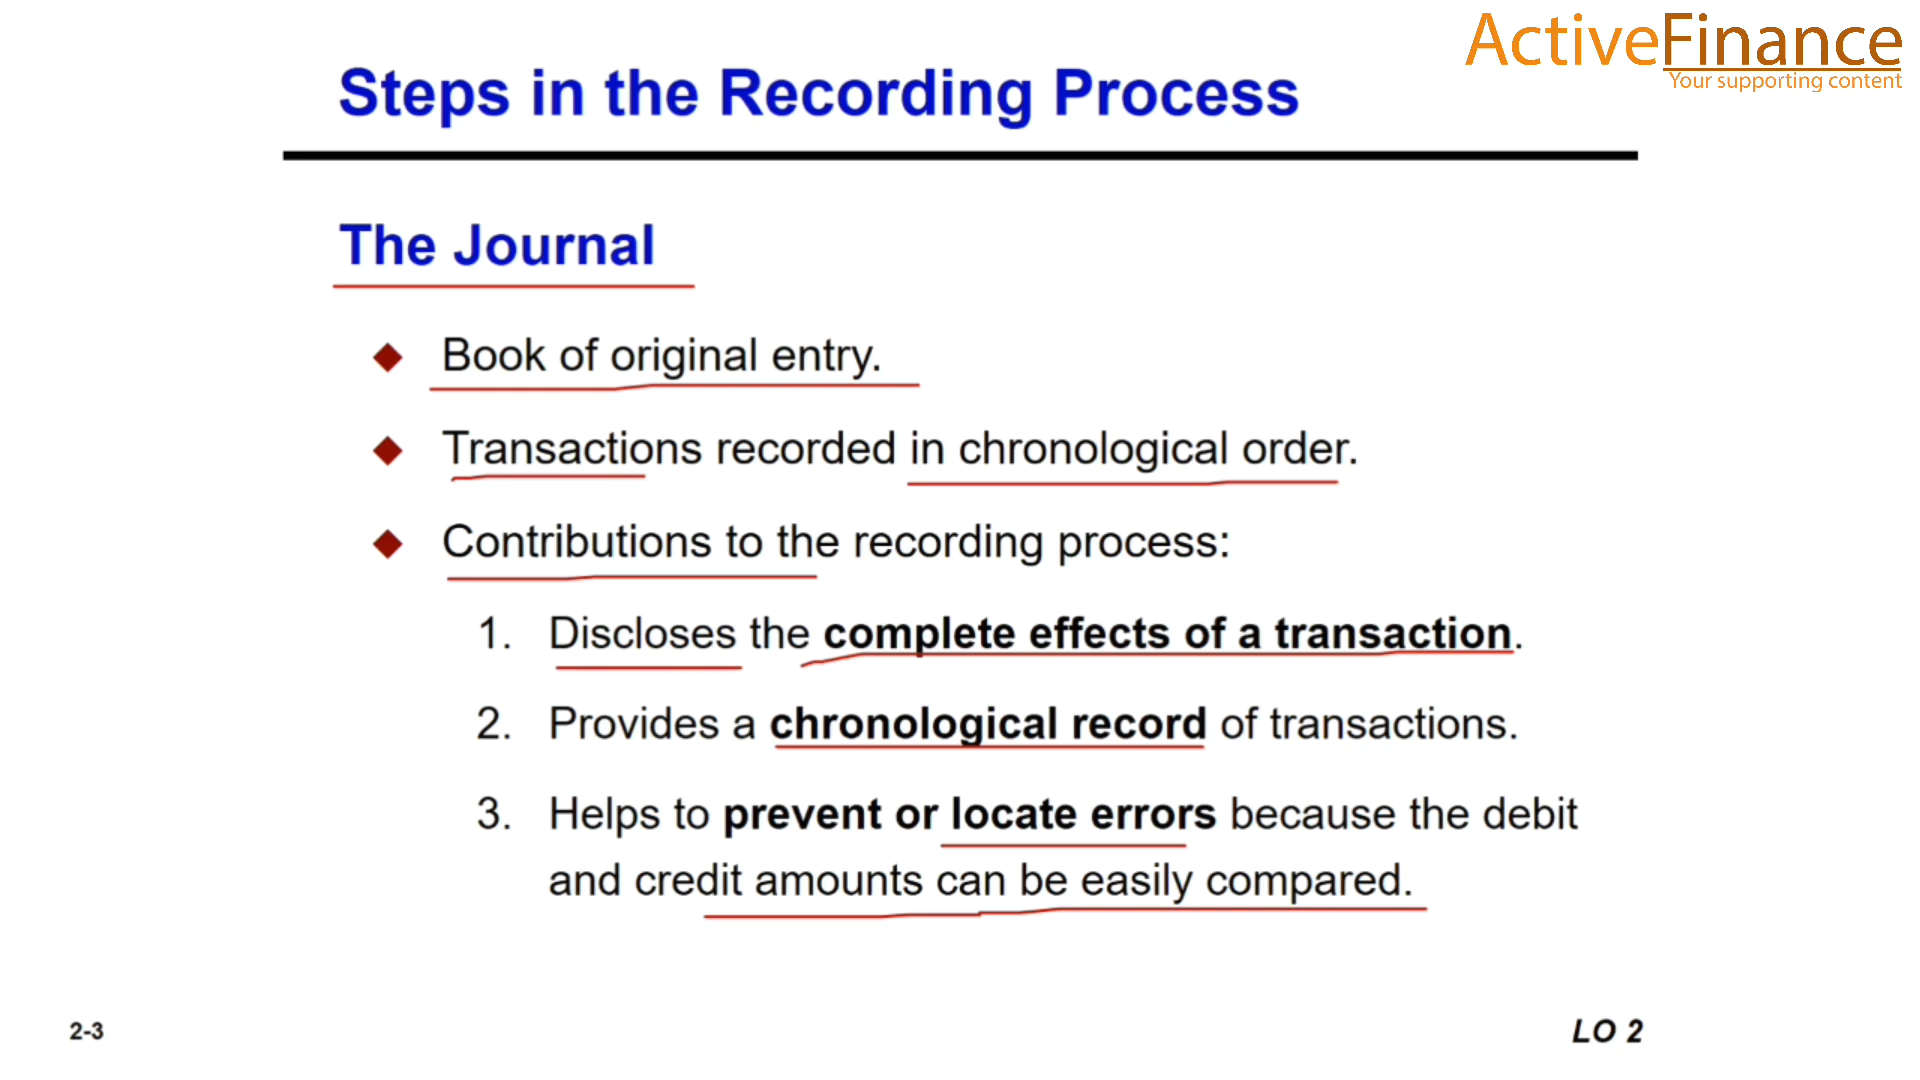 ActiveFinance
Your supporting content
Steps in the Recording Process
The Journal
Book of original entry.
Transactions recorded in chronological order.
Contributions to the recording process:
1. Discloses the complete effects of a transaction.
2. Provides a chronological record of transactions.
3. Helps to prevent or locate errors because the debit
and credit amounts can be easily compared.
2-3
LO 2